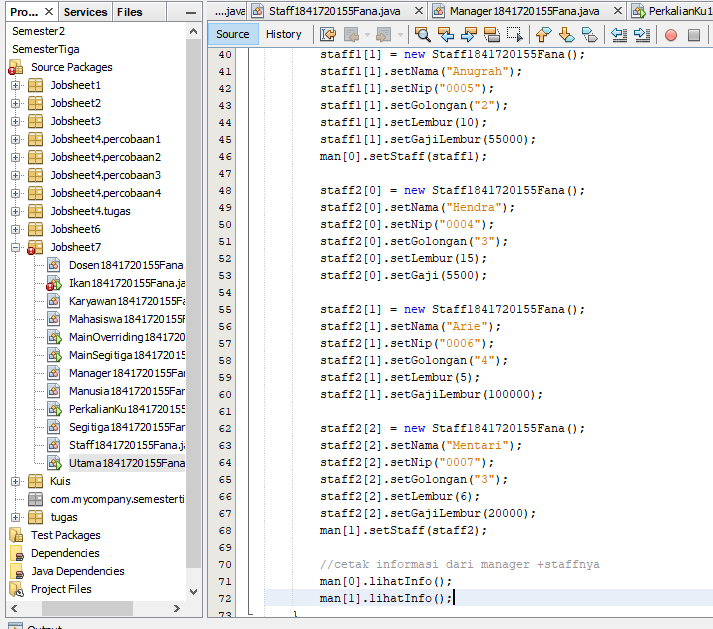 Pro... × Services Files
Semester2
SemesterTiga
Source Packages
Jobsheet1
Jobsheet2
Jobsheet3
Jobsheet4.percobaan1
Jobsheet4.percobaan2
Jobsheet4.percobaan3
Jobsheet4.percobaan4
Jobsheet4.tugas
Jobsheet6
Jobsheet7
Dosen1841720155Fana.
Ikan1841720155Fana.ja
Karyawan1841720155Fa
Mahasiswa1841720155F
MainOverriding1841720
MainSegitiga1841720155
Manager1841720155Fan
Manusia1841720155Fan
PerkalianKu1841720155
Segitiga1841720155Fan
Staff1841720155Fana.ja
Utama1841720155Fana
Kuis
com.mycompany.semesterti
tugas
Test Packages
Dependencies
Java Dependencies
Project Files
Output
....java Staff1841720155Fana.java × Manager1841720155Fana.java × PerkalianKu1
Source History
40 staff1[1] = new Staff1841720155Fana();
41 staff1[1].setNama("Anugrah");
42 staff1[1].setNip("0005");
43 staff1[1].setGolongan("2");
44 staff1[1].setLembur(10);
45 staff1[1].setGajiLembur(55000);
46 man[0].setStaff(staff1);
47
48 staff2[0] = new Staff1841720155Fana();
49 staff2[0].setNama("Hendra");
50 staff2[0].setNip("0004");
51 staff2[0].setGolongan("3");
52 staff2[0].setLembur(15);
53 staff2[0].setGaji(5500);
54
55 staff2[1] = new Staff1841720155Fana();
56 staff2[1].setNama("Arie");
57 staff2[1].setNip("0006");
58 staff2[1].setGolongan("4");
59 staff2[1].setLembur(5);
60 staff2[1].setGajiLembur(100000);
61
62 staff2[2] = new Staff1841720155Fana();
63 staff2[2].setNama("Mentari");
64 staff2[2].setNip("0007");
65 staff2[2].setGolongan("3");
66 staff2[2].setLembur(6);
67 staff2[2].setGajiLembur(20000);
68 man[1].setStaff(staff2);
69
70 //cetak informasi dari manager +staffnya
71 man[0].lihatInfo();
72 man[1].lihatInfo();
73 }